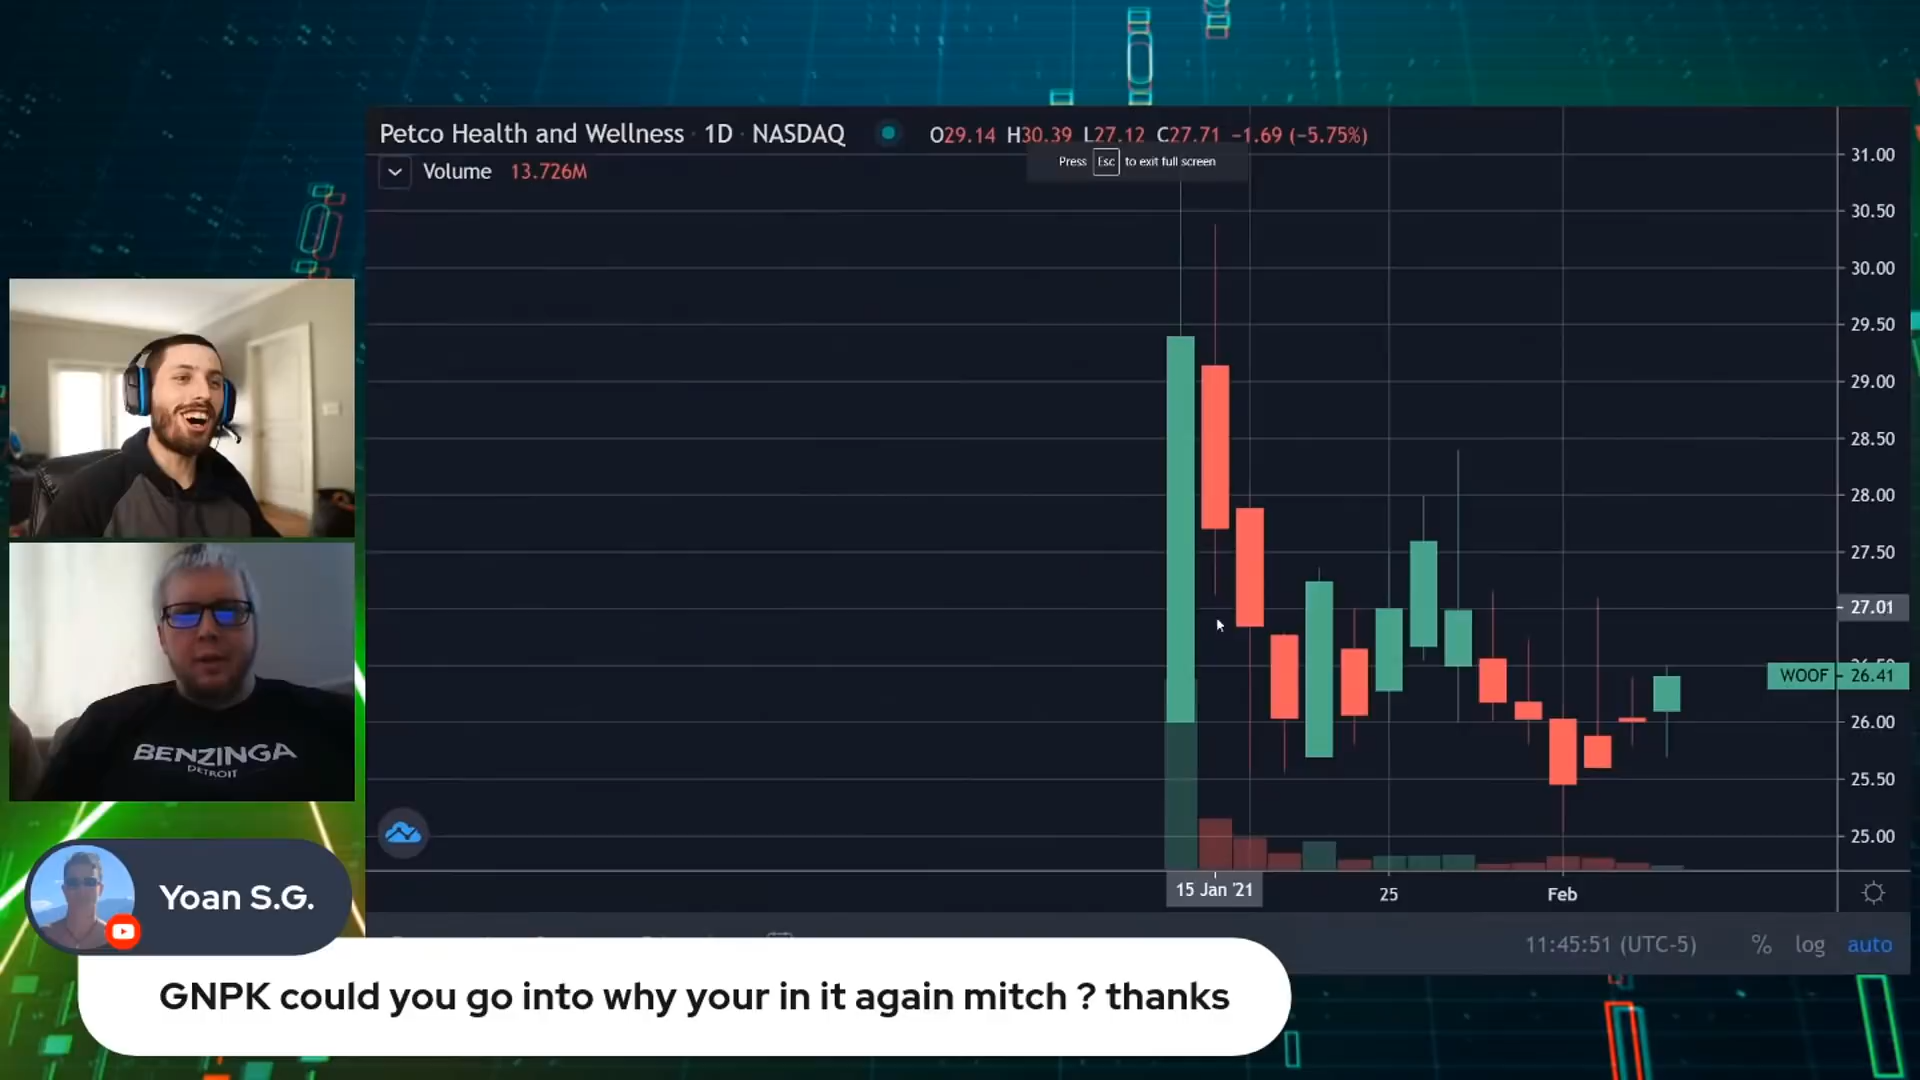 Petco Health and Wellness · 1D · NASDAQ O29.14 H30.39 L27.12 C27.71 −1.69 (−5.75%)
Press Esc to exit full screen
Volume 13.726M
31.00
30.50
30.00
29.50
29.00
28.50
28.00
27.50
27.01
WOOF 26.41
26.00
25.50
25.00
15 Jan '21 25 Feb
11:45:51 (UTC-5) % log auto
BENZINGA
DETROIT
Yoan S.G.
GNPK could you go into why your in it again mitch ? thanks